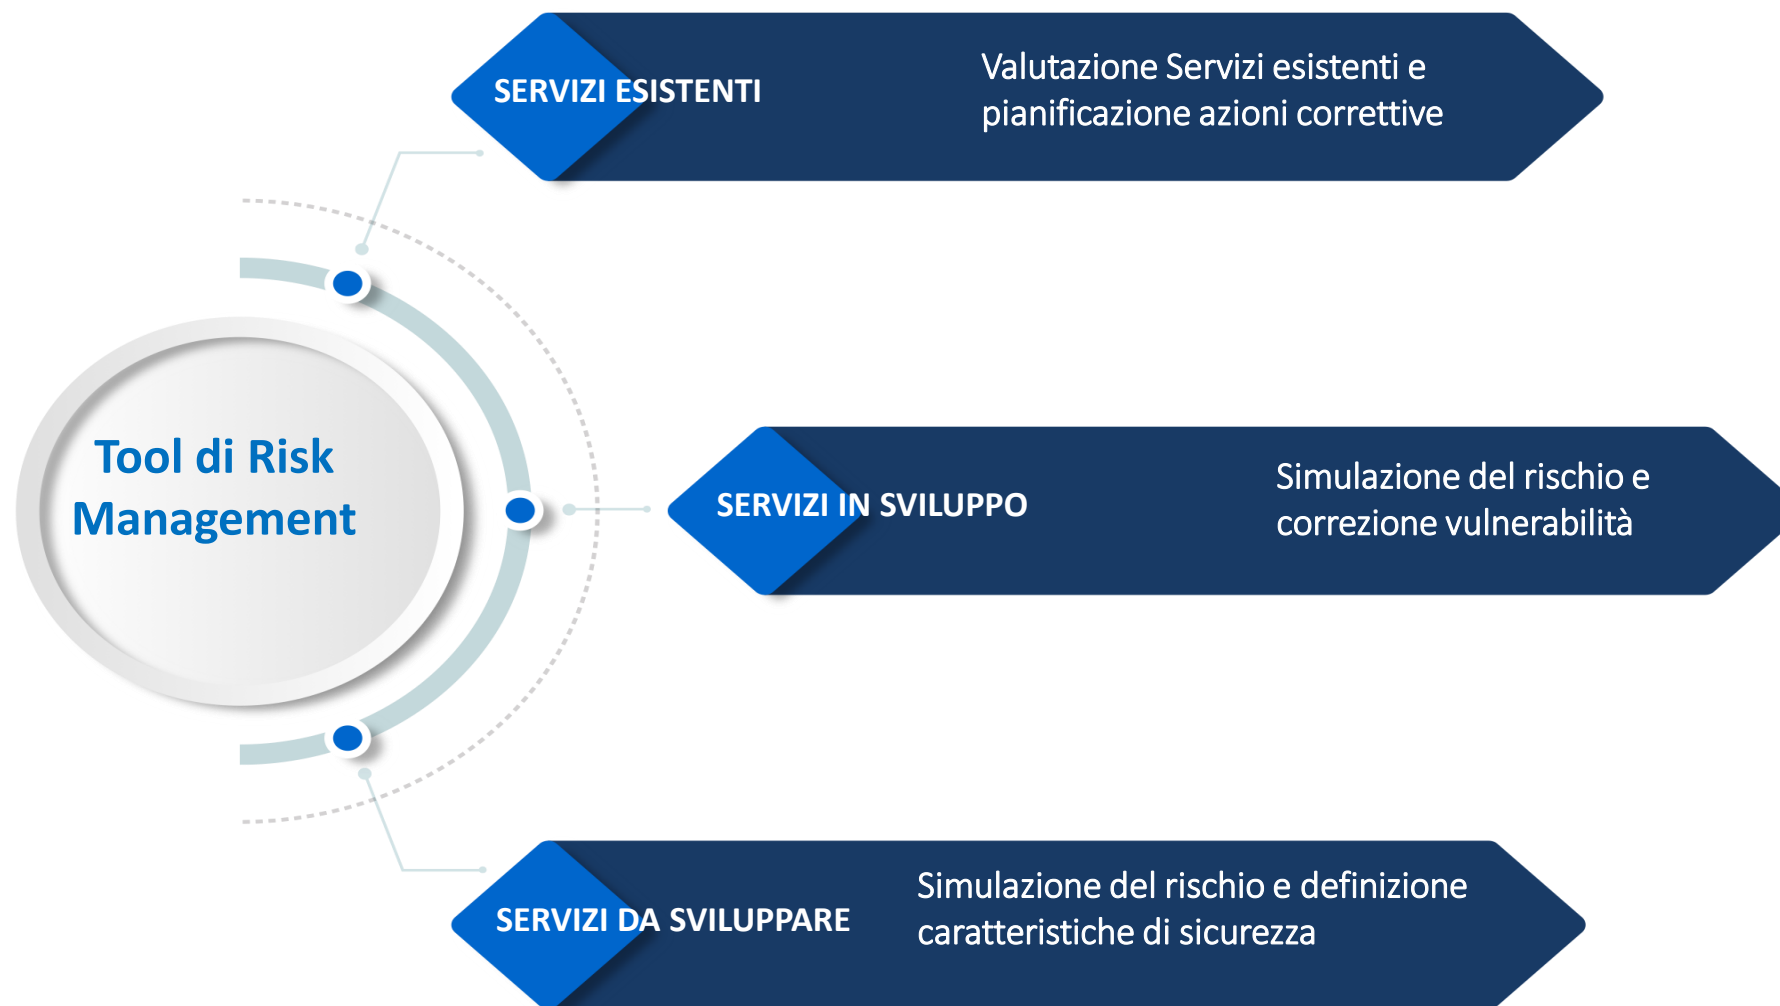 SERVIZI ESISTENTI
Valutazione Servizi esistenti e
pianificazione azioni correttive
Tool di Risk
Management
SERVIZI IN SVILUPPO
Simulazione del rischio e
correzione vulnerabilità
SERVIZI DA SVILUPPARE
Simulazione del rischio e definizione
caratteristiche di sicurezza